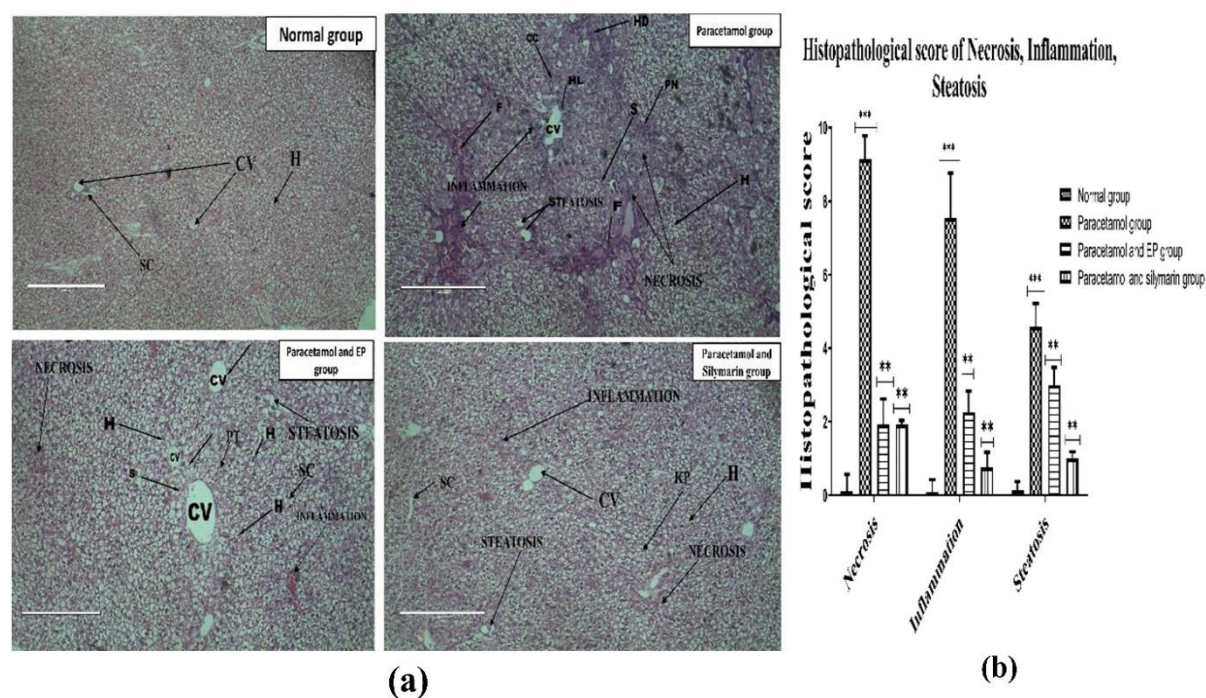 Normal group
CV
H
SC
Paracetamol group
HD
CC
HL
PN
F
S
CV
INFLAMMATION
H
STEATOSIS
F
NECROSIS
Paracetamol and EP
group
NECROSIS
CV
H
STEATOSIS
H
PT
CV
S
SC
CV
H
INFLAMMATION
Paracetamol and
Silymarin group
INFLAMMATION
SC
CV
KP
H
STEATOSIS
NECROSIS
(a)
Histopathological score of Necrosis, Inflammation,
Steatosis
Histopathological score
10
8
6
4
2
0
***
**
**
***
**
**
***
**
**
Necrosis
Inflammation
Steatosis
Normal group
Paracetamol group
Paracetamol and EP group
Paracetamol and silymarin group
(b)